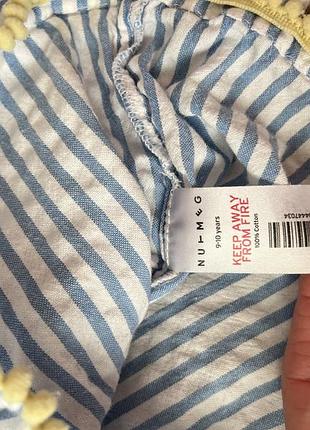 NUTMEG
9-10 years
KEEP AWAY
FROM FIRE
100% Cotton